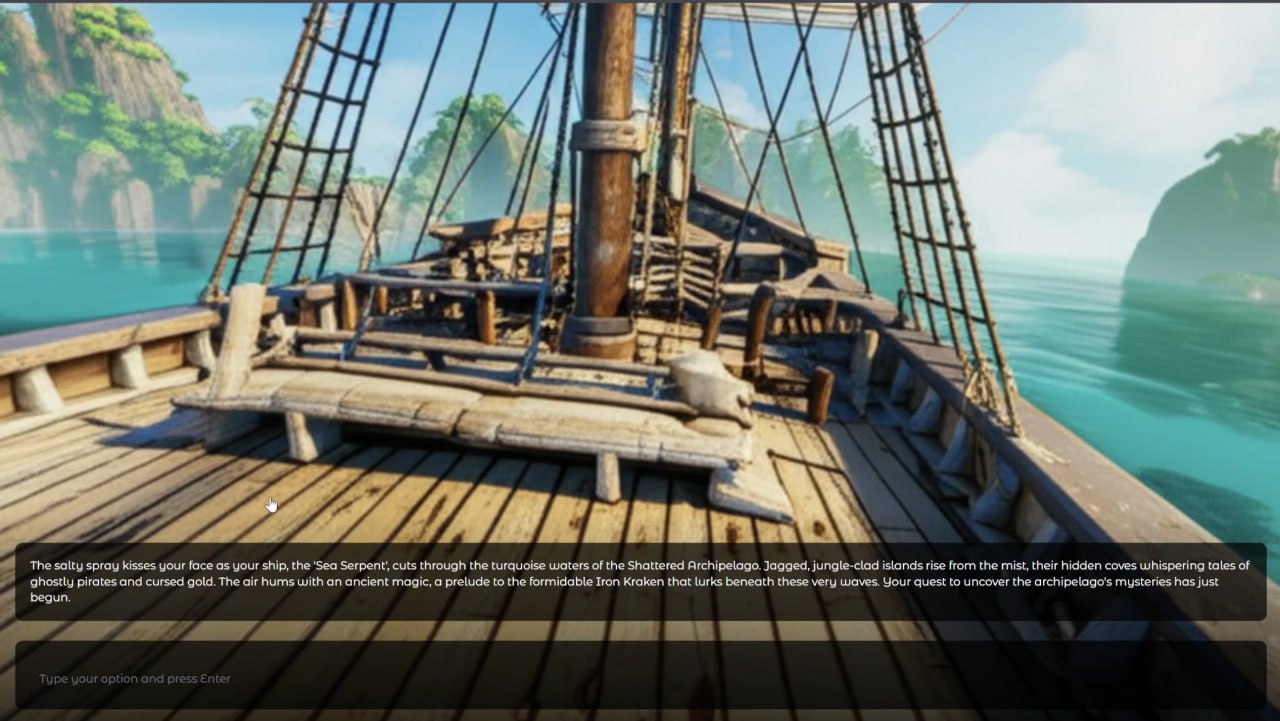 The salty spray kisses your face as your ship, the 'Sea Serpent', cuts through the turquoise waters of the Shattered Archipelago. Jagged, jungle-clad islands rise from the mist, their hidden coves whispering tales of
ghostly pirates and cursed gold. The air hums with an ancient magic, a prelude to the formidable Iron Kraken that lurks beneath these very waves. Your quest to uncover the archipelago's mysteries has just
begun.
Type your option and press Enter